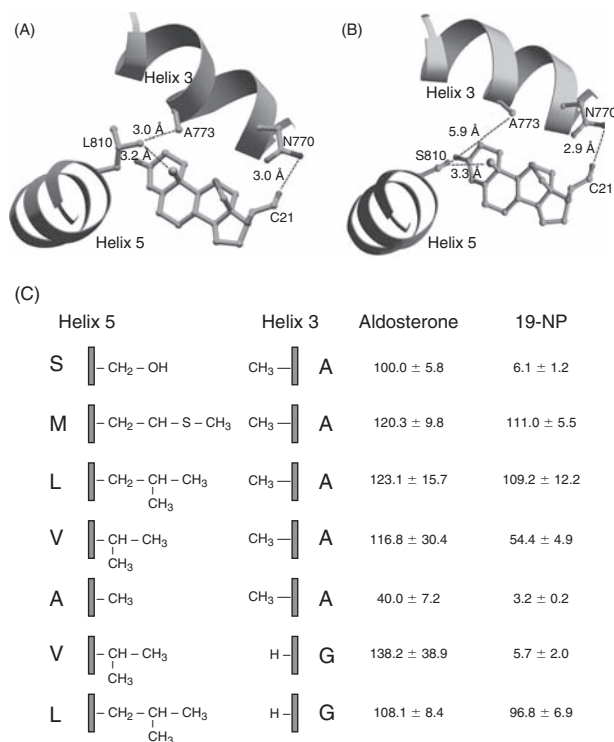 (A)
Helix 3
3.0 Å
A773
L810
3.2 Å
N770
3.0 Å
C21
Helix 5
(B)
Helix 3
A773
N770
5.9 Å
2.9 Å
S810
3.3 Å
C21
Helix 5
(C)
Helix 5 Helix 3 Aldosterone 19-NP
S –CH₂–OH CH₃– A 100.0 ± 5.8 6.1 ± 1.2
M –CH₂–CH–S–CH₃ CH₃– A 120.3 ± 9.8 111.0 ± 5.5
L –CH₂–CH–CH₃ CH₃– A 123.1 ± 15.7 109.2 ± 12.2
CH₃
V –CH–CH₃ CH₃– A 116.8 ± 30.4 54.4 ± 4.9
CH₃
A –CH₃ CH₃– A 40.0 ± 7.2 3.2 ± 0.2
V –CH–CH₃ H– G 138.2 ± 38.9 5.7 ± 2.0
CH₃
L –CH₂–CH–CH₃ H– G 108.1 ± 8.4 96.8 ± 6.9
CH₃